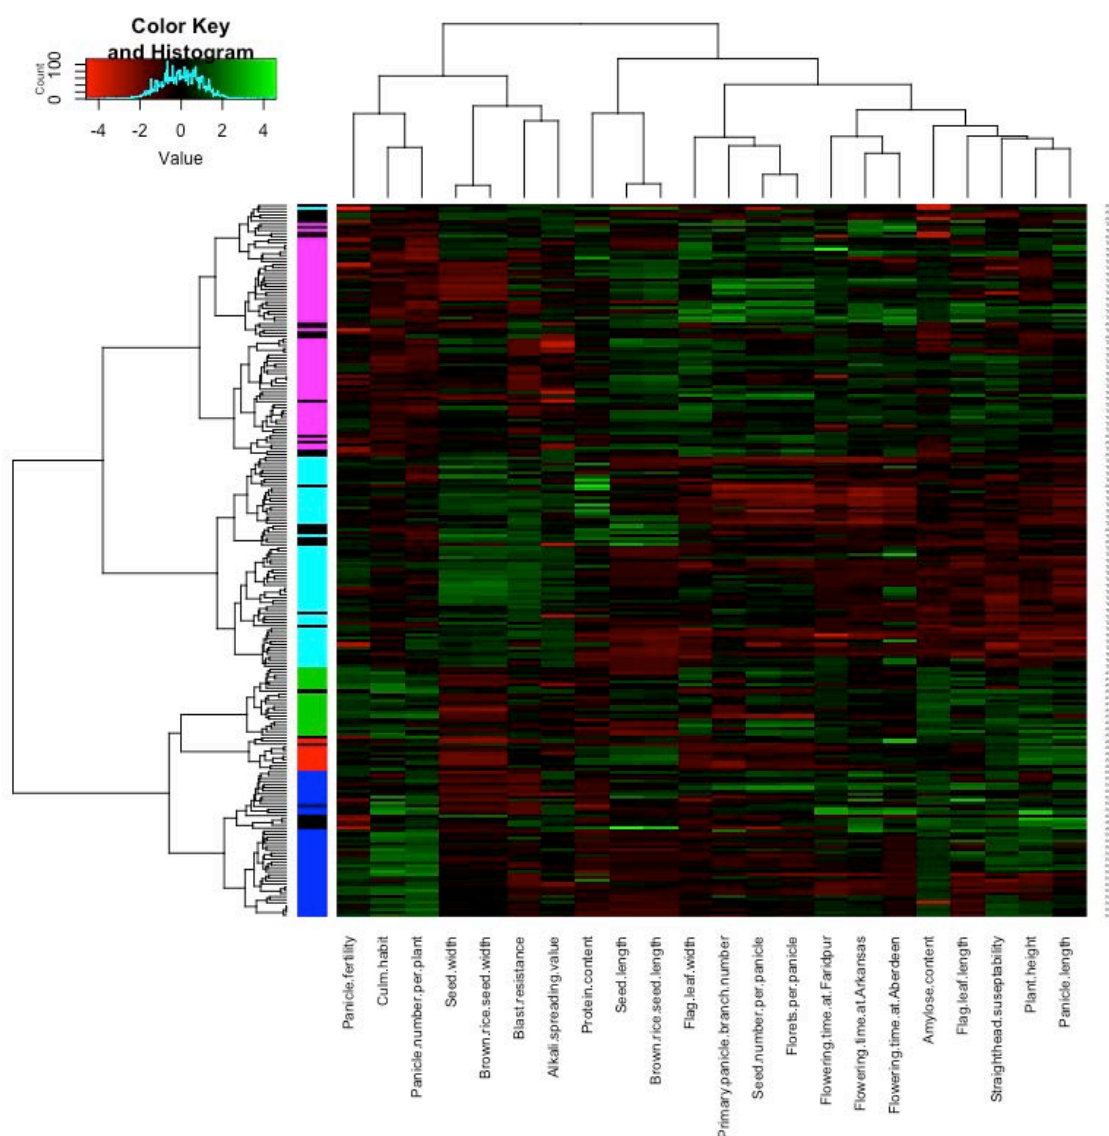 Color Key
and Histogram
Count
0 100
-4 -2 0 2 4
Value
Panicle.fertility
Culm.habit
Panicle.number.per.plant
Seed.width
Brown.rice.seed.width
Blast.resistance
Alkali.spreading.value
Protein.content
Seed.length
Brown.rice.seed.length
Flag.leaf.width
Primary.panicle.branch.number
Seed.number.per.panicle
Florets.per.panicle
Flowering.time.at.Faridpur
Flowering.time.at.Arkansas
Flowering.time.at.Aberdeen
Amylose.content
Flag.leaf.length
Straighthead.suseptability
Plant.height
Panicle.length